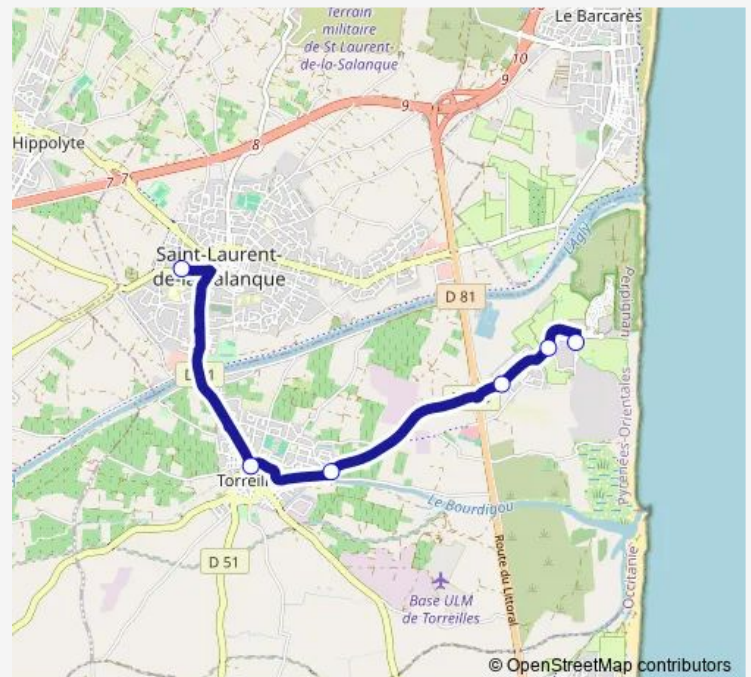 Terrain
militaire
de St Laurent-
de-la-Salanque
Le Barcarès
10
9
9
8
7
7
Hippolyte
Saint-Laurent-
de-la-Salanque
L'Agly
Perpignan
D 81
Pyrénées-Orientales
Le Bourdigou
D 51
Route du Littoral
Base ULM
de Torreilles
Occitanie
© OpenStreetMap contributors